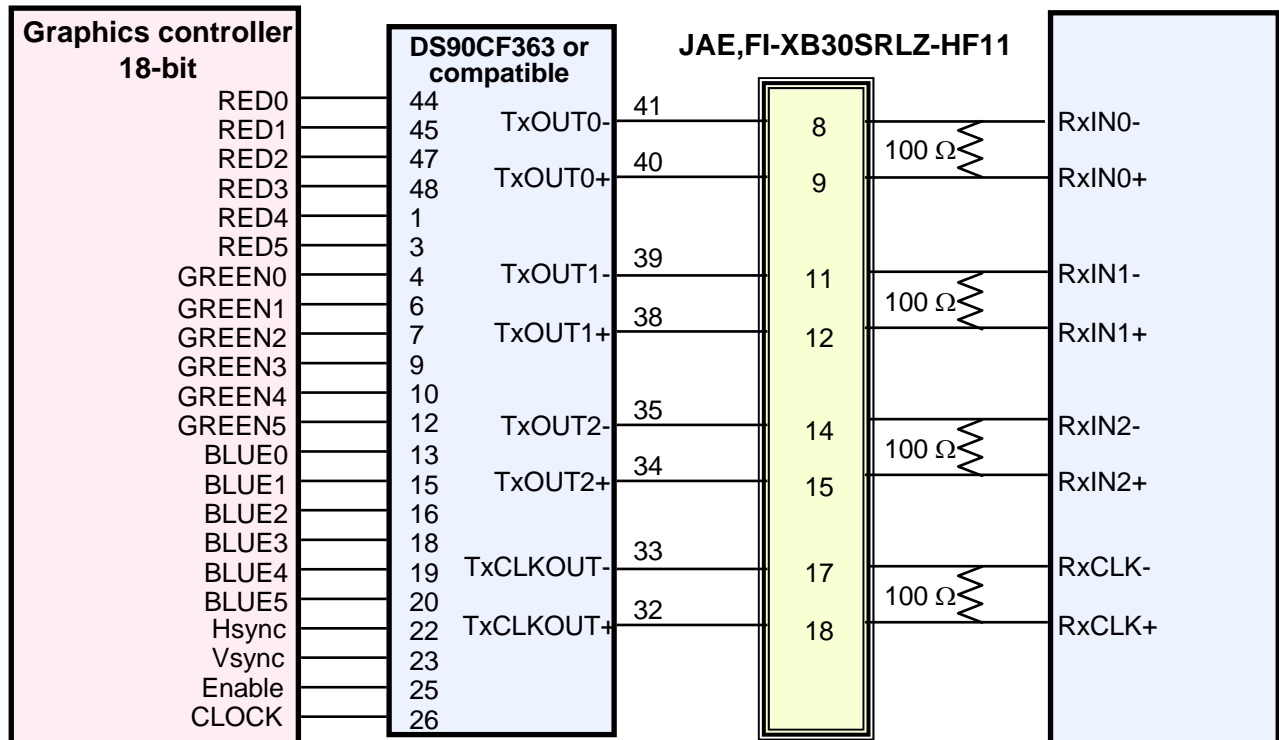 Graphics controller
18-bit
RED0
RED1
RED2
RED3
RED4
RED5
GREEN0
GREEN1
GREEN2
GREEN3
GREEN4
GREEN5
BLUE0
BLUE1
BLUE2
BLUE3
BLUE4
BLUE5
Hsync
Vsync
Enable
CLOCK
DS90CF363 or
compatible
44
45
47
48
1
3
4
6
7
9
10
12
13
15
16
18
19
20
22
23
25
26
TxOUT0-
TxOUT0+
TxOUT1-
TxOUT1+
TxOUT2-
TxOUT2+
TxCLKOUT-
TxCLKOUT+
41
40
39
38
35
34
33
32
JAE,FI-XB30SRLZ-HF11
8
9
11
12
14
15
17
18
100 Ω
100 Ω
100 Ω
100 Ω
RxIN0-
RxIN0+
RxIN1-
RxIN1+
RxIN2-
RxIN2+
RxCLK-
RxCLK+